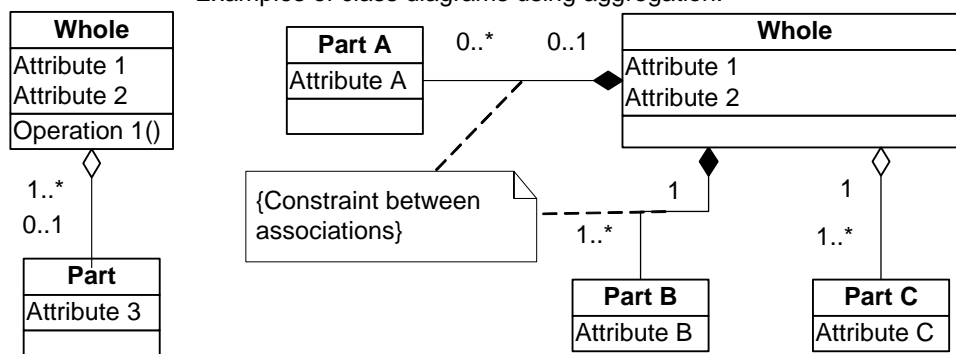 Examples of class diagrams using aggregation.
Whole
Attribute 1
Attribute 2
Operation 1()
1..*
0..1
Part
Attribute 3
Part A
Attribute A
0..*
0..1
Whole
Attribute 1
Attribute 2
{Constraint between
associations}
1
1..*
1
1..*
Part B
Attribute B
Part C
Attribute C